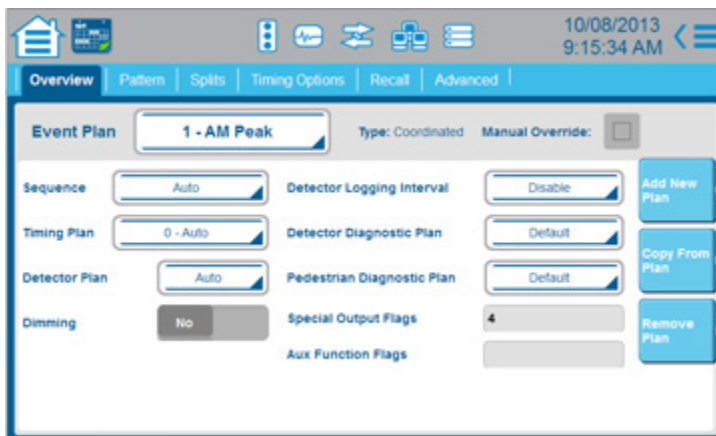 10/08/2013
9:15:34 AM
Overview Pattern Splits Timing Options Recall Advanced
Event Plan 1 - AM Peak Type: Coordinated Manual Override:
Sequence Auto Detector Logging Interval Disable
Add New Plan
Timing Plan 0 - Auto Detector Diagnostic Plan Default
Copy From Plan
Detector Plan Auto Pedestrian Diagnostic Plan Default
Dimming No Special Output Flags 4
Remove Plan
Aux Function Flags